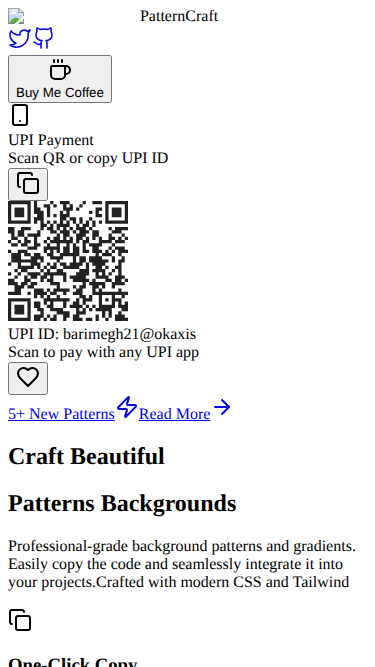 PatternCraft
Buy Me Coffee
UPI Payment
Scan QR or copy UPI ID
UPI ID: barimegh21@okaxis
Scan to pay with any UPI app
5+ New Patterns Read More
Craft Beautiful
Patterns Backgrounds
Professional-grade background patterns and gradients.
Easily copy the code and seamlessly integrate it into
your projects.Crafted with modern CSS and Tailwind
One-Click Copy